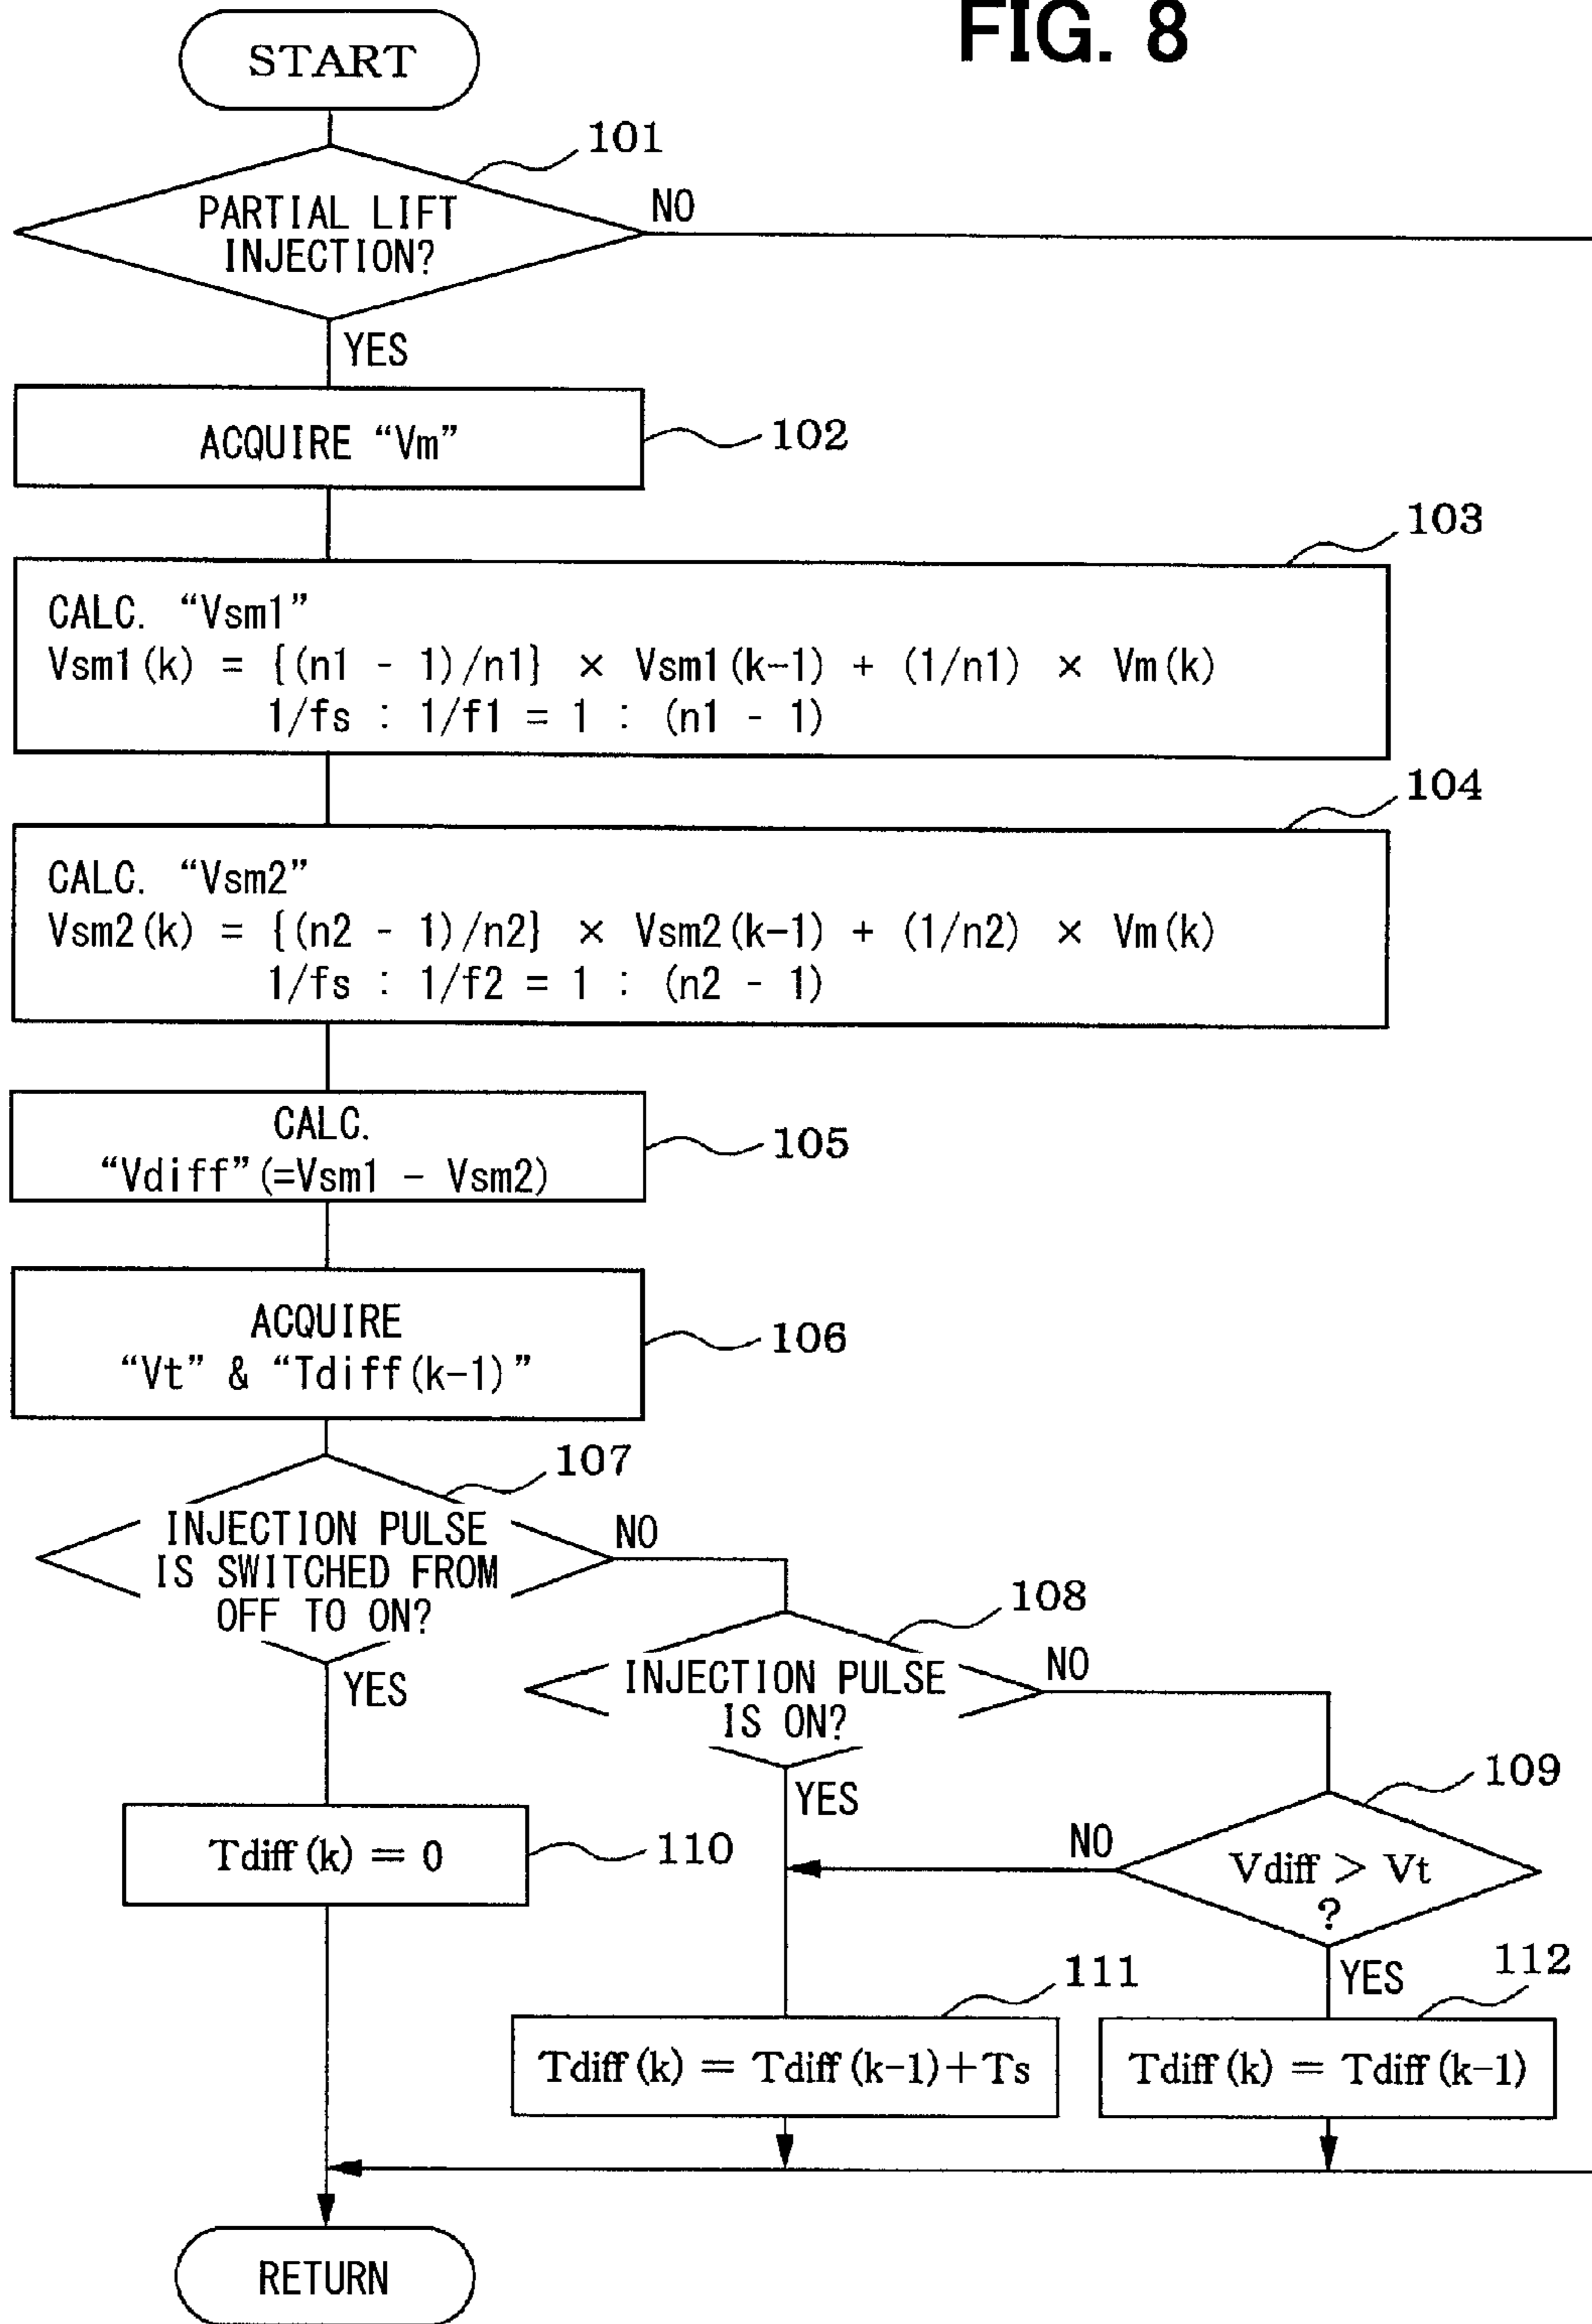 FIG. 8
START
101
PARTIAL LIFT
INJECTION?
NO
YES
ACQUIRE “Vm”
102
103
CALC. “Vsm1”
Vsm1(k) = {(n1 - 1)/n1} × Vsm1(k-1) + (1/n1) × Vm(k)
1/fs : 1/f1 = 1 : (n1 - 1)
104
CALC. “Vsm2”
Vsm2(k) = {(n2 - 1)/n2} × Vsm2(k-1) + (1/n2) × Vm(k)
1/fs : 1/f2 = 1 : (n2 - 1)
CALC.
“Vdiff”(=Vsm1 - Vsm2)
105
ACQUIRE
“Vt” & “Tdiff(k-1)”
106
107
INJECTION PULSE
IS SWITCHED FROM
OFF TO ON?
NO
YES
108
INJECTION PULSE
IS ON?
NO
YES
109
Vdiff > Vt
?
NO
YES
Tdiff(k) = 0
110
111
Tdiff(k) = Tdiff(k-1)+Ts
112
Tdiff(k) = Tdiff(k-1)
RETURN